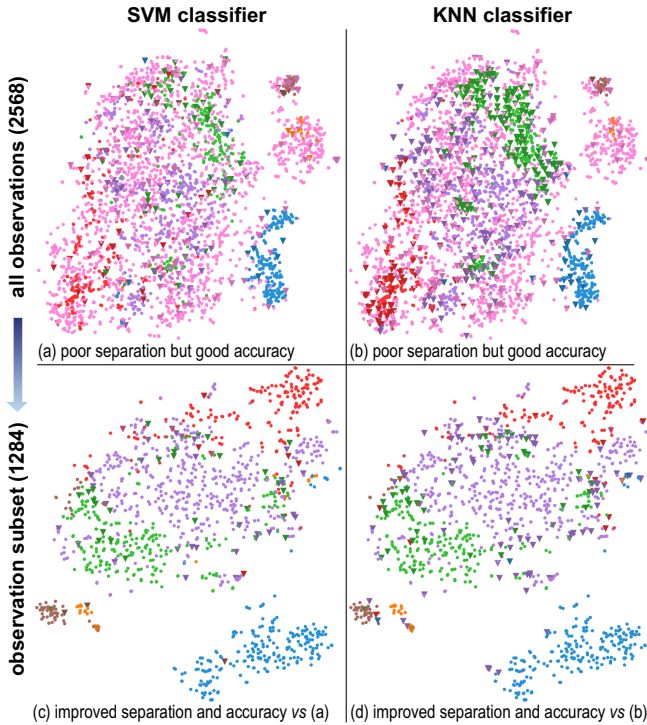 SVM classifier
KNN classifier
all observations (2568)
(a) poor separation but good accuracy
(b) poor separation but good accuracy
observation subset (1284)
(c) improved separation and accuracy vs (a)
(d) improved separation and accuracy vs (b)